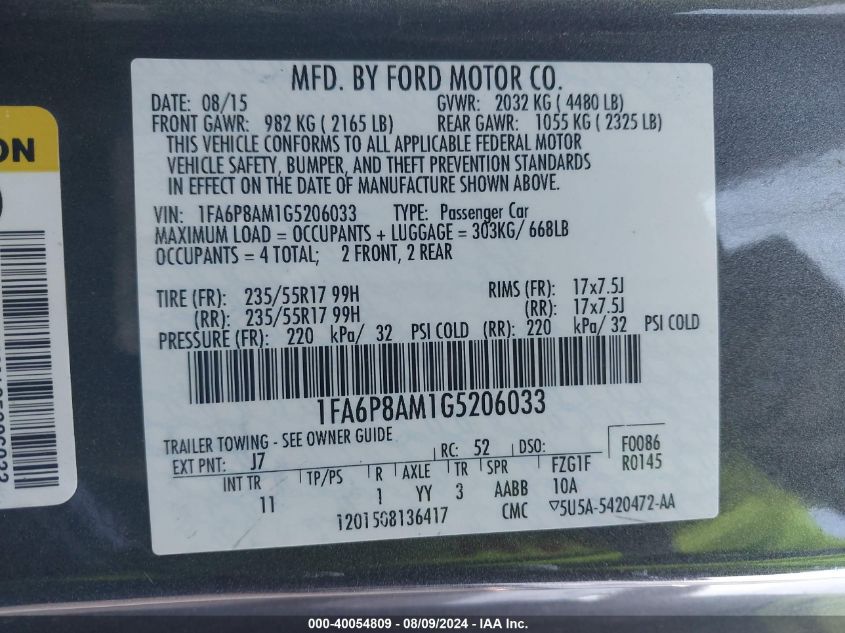 MFD. BY FORD MOTOR CO.
DATE: 08/15 GVWR: 2032 KG ( 4480 LB)
FRONT GAWR: 982 KG ( 2165 LB) REAR GAWR: 1055 KG ( 2325 LB)
THIS VEHICLE CONFORMS TO ALL APPLICABLE FEDERAL MOTOR
VEHICLE SAFETY, BUMPER, AND THEFT PREVENTION STANDARDS
IN EFFECT ON THE DATE OF MANUFACTURE SHOWN ABOVE.
VIN: 1FA6P8AM1G5206033 TYPE: Passenger Car
MAXIMUM LOAD = OCCUPANTS + LUGGAGE = 303KG/ 668LB
OCCUPANTS = 4 TOTAL; 2 FRONT, 2 REAR
TIRE (FR): 235/55R17 99H RIMS (FR): 17x7.5J
(RR): 235/55R17 99H (RR): 17x7.5J
PRESSURE (FR): 220 kPa/ 32 PSI COLD (RR): 220 kPa/ 32 PSI COLD
1FA6P8AM1G5206033
TRAILER TOWING - SEE OWNER GUIDE
EXT PNT: J7 RC: 52 DSO: F0086
R0145
INT TR TP/PS R AXLE TR SPR FZG1F
11 1 YY 3 AABB 10A
1201508136417 CMC ▽5U5A-5420472-AA
ON
000-40054809 - 08/09/2024 - IAA Inc.